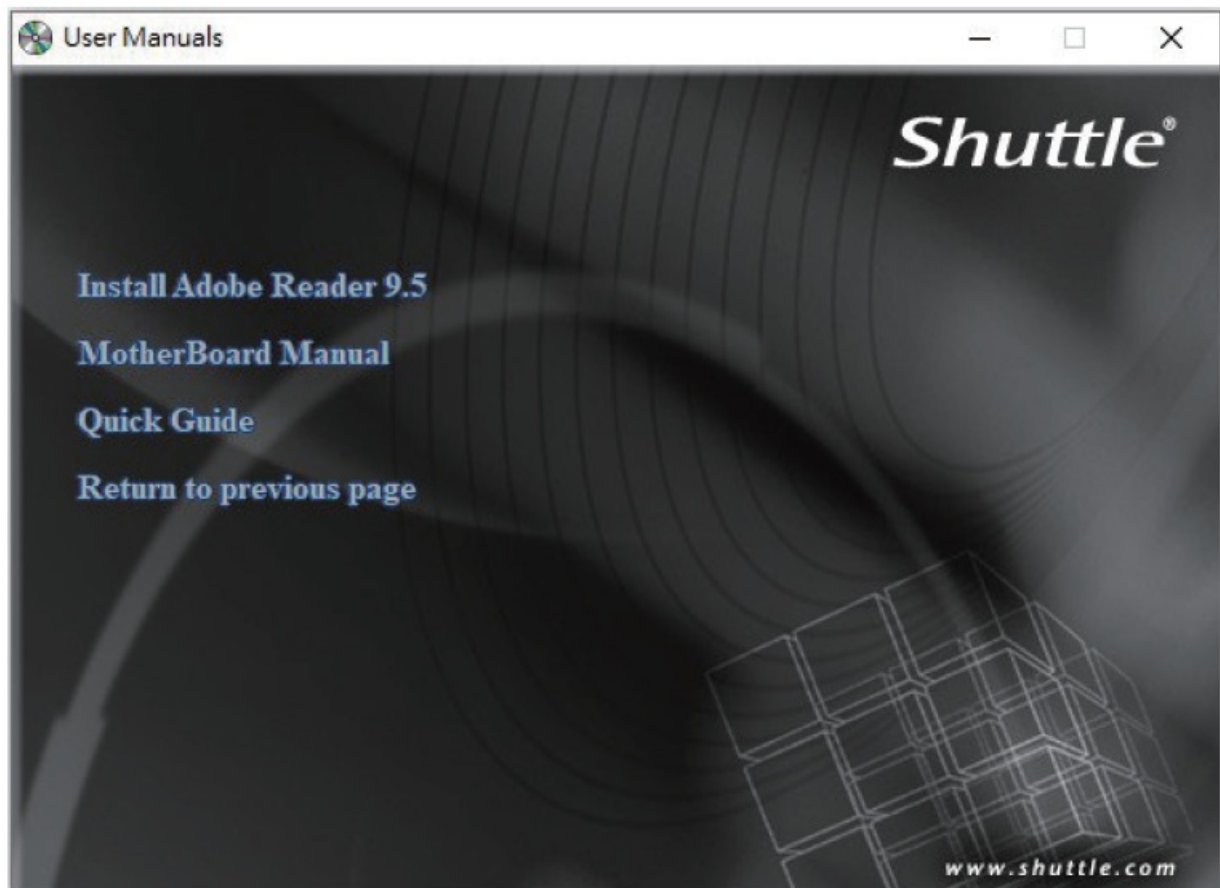 User Manuals
Shuttle®
Install Adobe Reader 9.5
MotherBoard Manual
Quick Guide
Return to previous page
www.shuttle.com